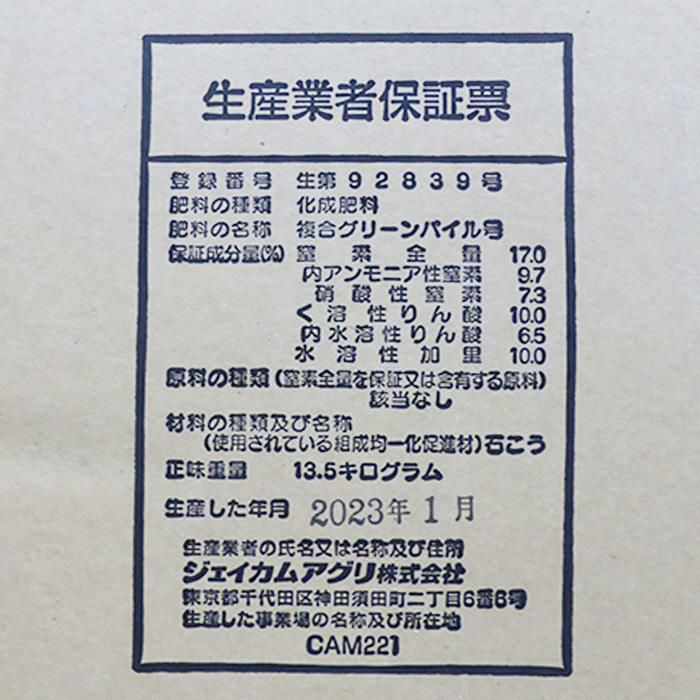 生産業者保証票
登録番号 生第92839号
肥料の種類 化成肥料
肥料の名称 複合グリーンパイル号
保証成分量(%) 窒素全量 17.0
内アンモニア性窒素 9.7
硝酸性窒素 7.3
く溶性りん酸 10.0
内水溶性りん酸 6.5
水溶性加里 10.0
原料の種類(窒素全量を保証又は含有する原料)
該当なし
材料の種類及び名称
(使用されている組成均一化促進材)石こう
正味重量 13.5キログラム
生産した年月 2023年1月
生産業者の氏名又は名称及び住所
ジェイカムアグリ株式会社
東京都千代田区神田須田町二丁目6番6号
生産した事業場の名称及び所在地
CAM221